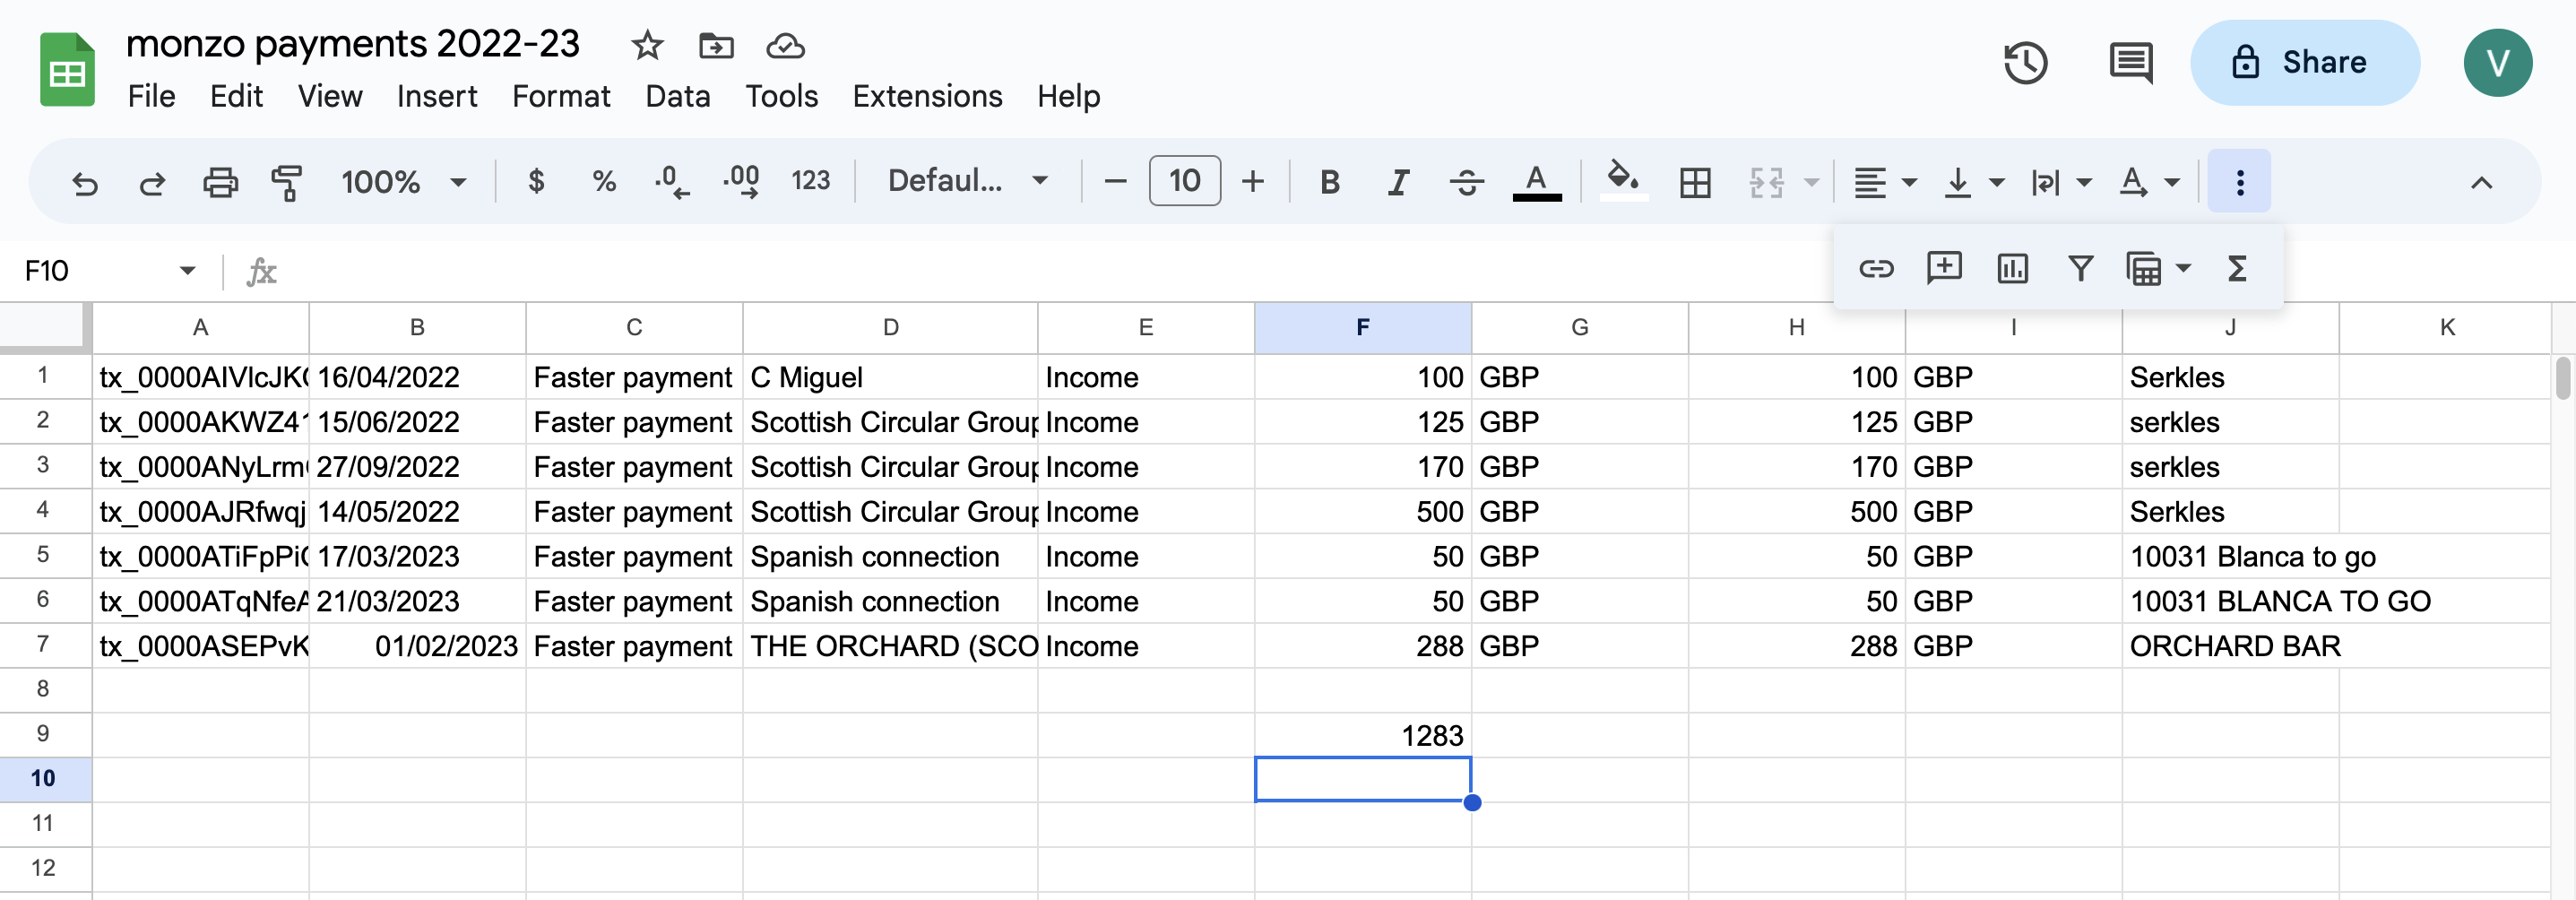 monzo payments 2022-23
File Edit View Insert Format Data Tools Extensions Help
Share
V
100% $ % .0 .00 123 Defaul... 10 B I S A
F10 fx
A B C D E F G H I J K
1 tx_0000AIVlcJK 16/04/2022 Faster payment C Miguel Income 100 GBP 100 GBP Serkles
2 tx_0000AKWZ4 15/06/2022 Faster payment Scottish Circular Group Income 125 GBP 125 GBP serkles
3 tx_0000ANyLrm 27/09/2022 Faster payment Scottish Circular Group Income 170 GBP 170 GBP serkles
4 tx_0000AJRfwqj 14/05/2022 Faster payment Scottish Circular Group Income 500 GBP 500 GBP Serkles
5 tx_0000ATiFpPi 17/03/2023 Faster payment Spanish connection Income 50 GBP 50 GBP 10031 Blanca to go
6 tx_0000ATqNfeA 21/03/2023 Faster payment Spanish connection Income 50 GBP 50 GBP 10031 BLANCA TO GO
7 tx_0000ASEPvK 01/02/2023 Faster payment THE ORCHARD (SCO Income 288 GBP 288 GBP ORCHARD BAR
8
9 1283
10
11
12